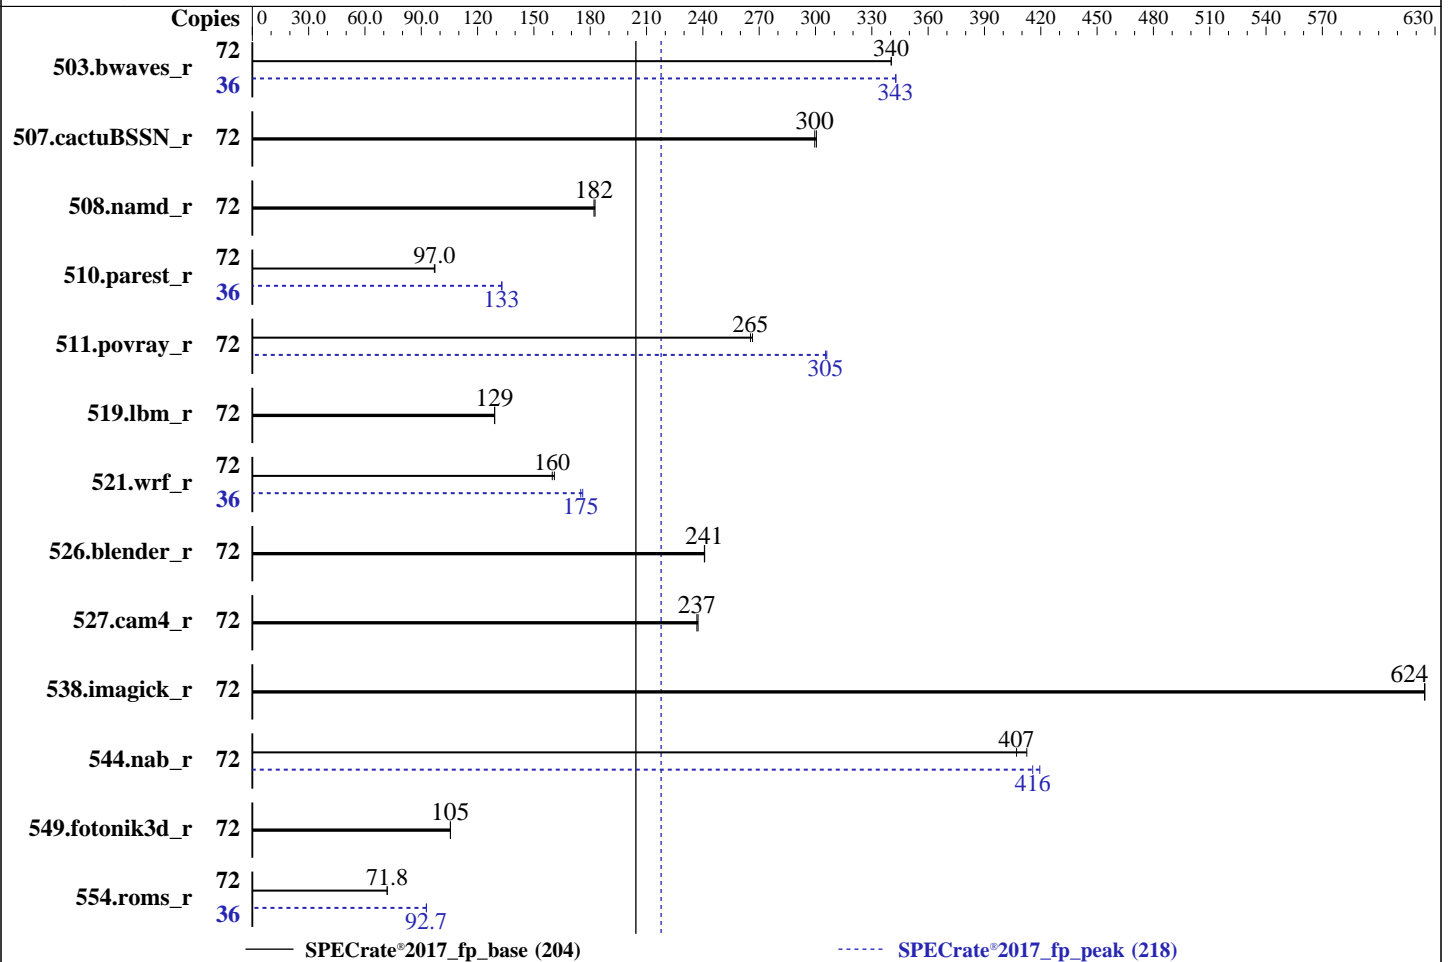 Copies 0 30.0 60.0 90.0 120 150 180 210 240 270 300 330 360 390 420 450 480 510 540 570 630
503.bwaves_r 72 340
36 343
507.cactuBSSN_r 72 300
508.namd_r 72 182
510.parest_r 72 97.0
36 133
511.povray_r 72 265
305
519.lbm_r 72 129
521.wrf_r 72 160
36 175
526.blender_r 72 241
527.cam4_r 72 237
538.imagick_r 72 624
544.nab_r 72 407
416
549.fotonik3d_r 72 105
554.roms_r 72 71.8
36 92.7
SPECrate®2017_fp_base (204) SPECrate®2017_fp_peak (218)